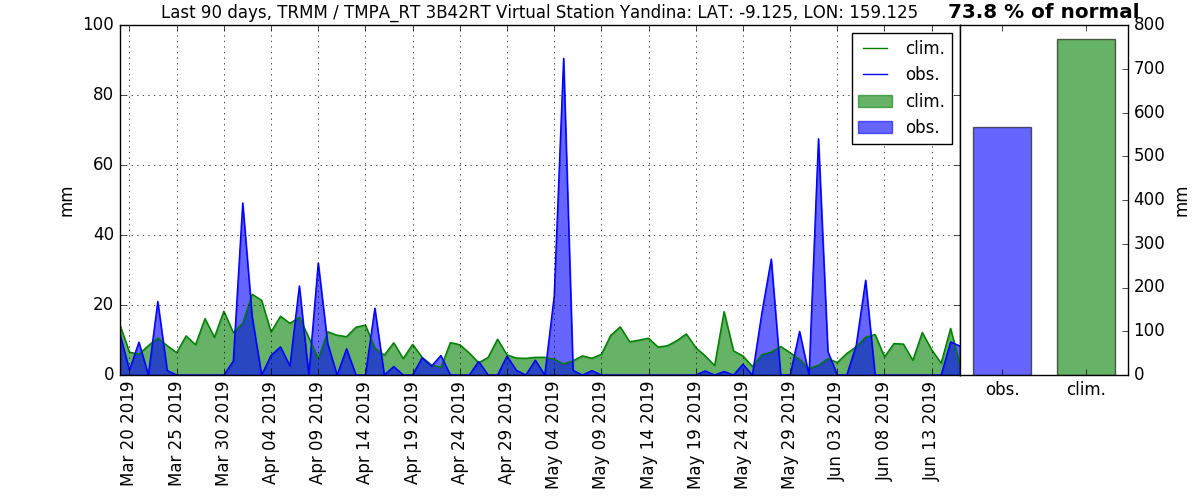 Last 90 days, TRMM / TMPA_RT 3B42RT Virtual Station Yandina: LAT: -9.125, LON: 159.125
73.8 % of normal
100
80
60
40
20
0
mm
clim.
obs.
clim.
obs.
800
700
600
500
400
300
200
100
0
mm
obs.
clim.
Mar 20 2019
Mar 25 2019
Mar 30 2019
Apr 04 2019
Apr 09 2019
Apr 14 2019
Apr 19 2019
Apr 24 2019
Apr 29 2019
May 04 2019
May 09 2019
May 14 2019
May 19 2019
May 24 2019
May 29 2019
Jun 03 2019
Jun 08 2019
Jun 13 2019